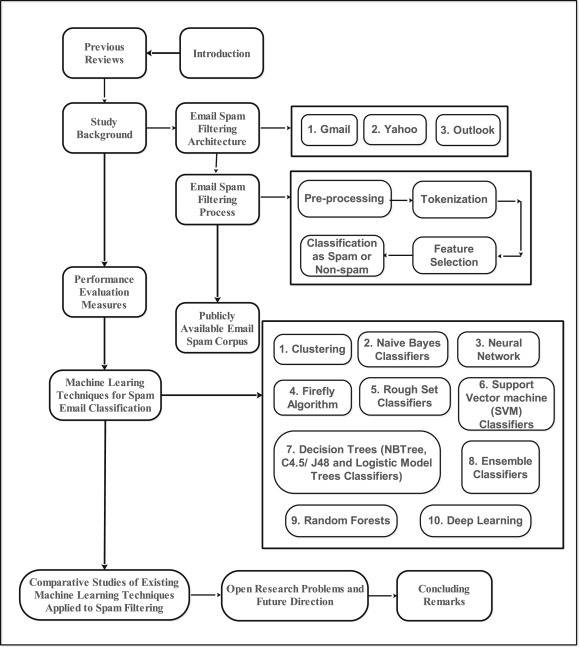 Previous
Reviews
Introduction
Study
Background
Email Spam
Filtering
Architecture
1. Gmail
2. Yahoo
3. Outlook
Email Spam
Filtering
Process
Pre-processing
Tokenization
Classification
as Spam or
Non-spam
Feature
Selection
Performance
Evaluation
Measures
Publicly
Available Email
Spam Corpus
1. Clustering
2. Naive Bayes
Classifiers
3. Neural
Network
Machine Learing
Techniques for Spam
Email Classification
4. Firefly
Algorithm
5. Rough Set
Classifiers
6. Support
Vector machine
(SVM)
Classifiers
7. Decision Trees (NBTree,
C4.5/ J48 and Logistic Model
Trees Classifiers)
8. Ensemble
Classifiers
9. Random Forests
10. Deep Learning
Comparative Studies of Existing
Machine Learning Techniques
Applied to Spam Filtering
Open Research Problems and
Future Direction
Concluding
Remarks